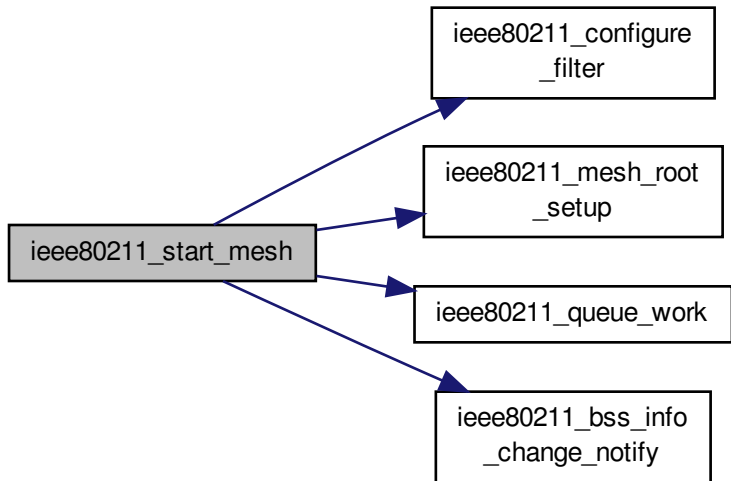 ieee80211_configure
_filter
ieee80211_mesh_root
_setup
ieee80211_start_mesh
ieee80211_queue_work
ieee80211_bss_info
_change_notify